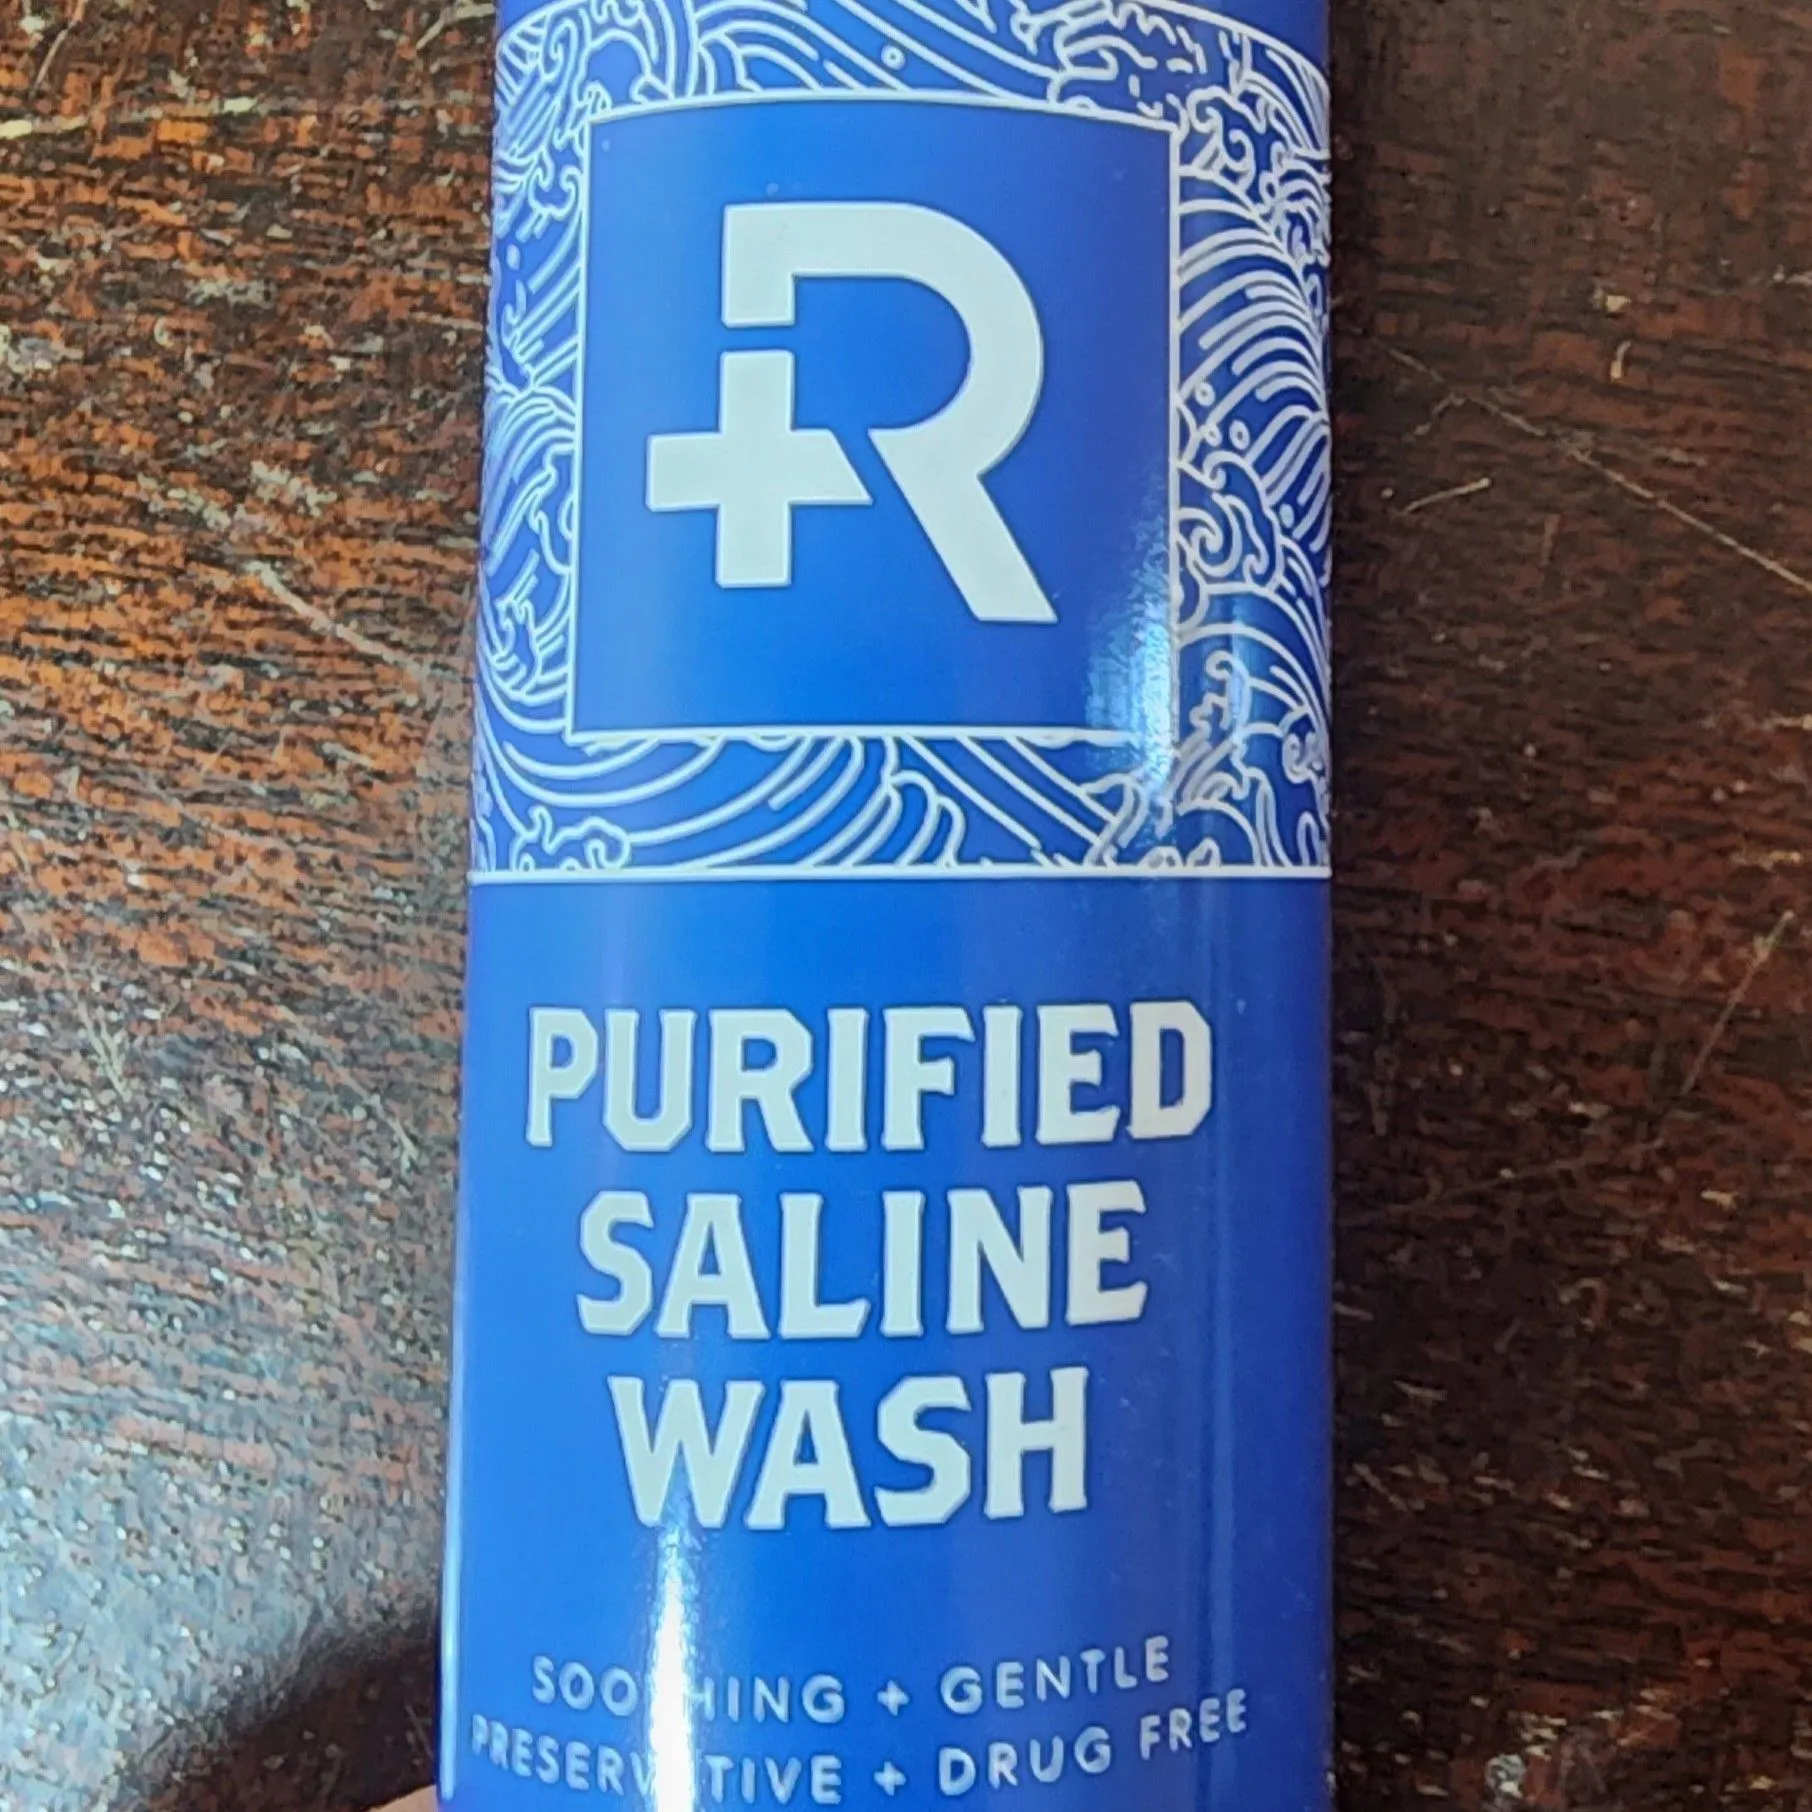 R
PURIFIED
SALINE
WASH
SOOTHING + GENTLE
PRESERVATIVE + DRUG FREE